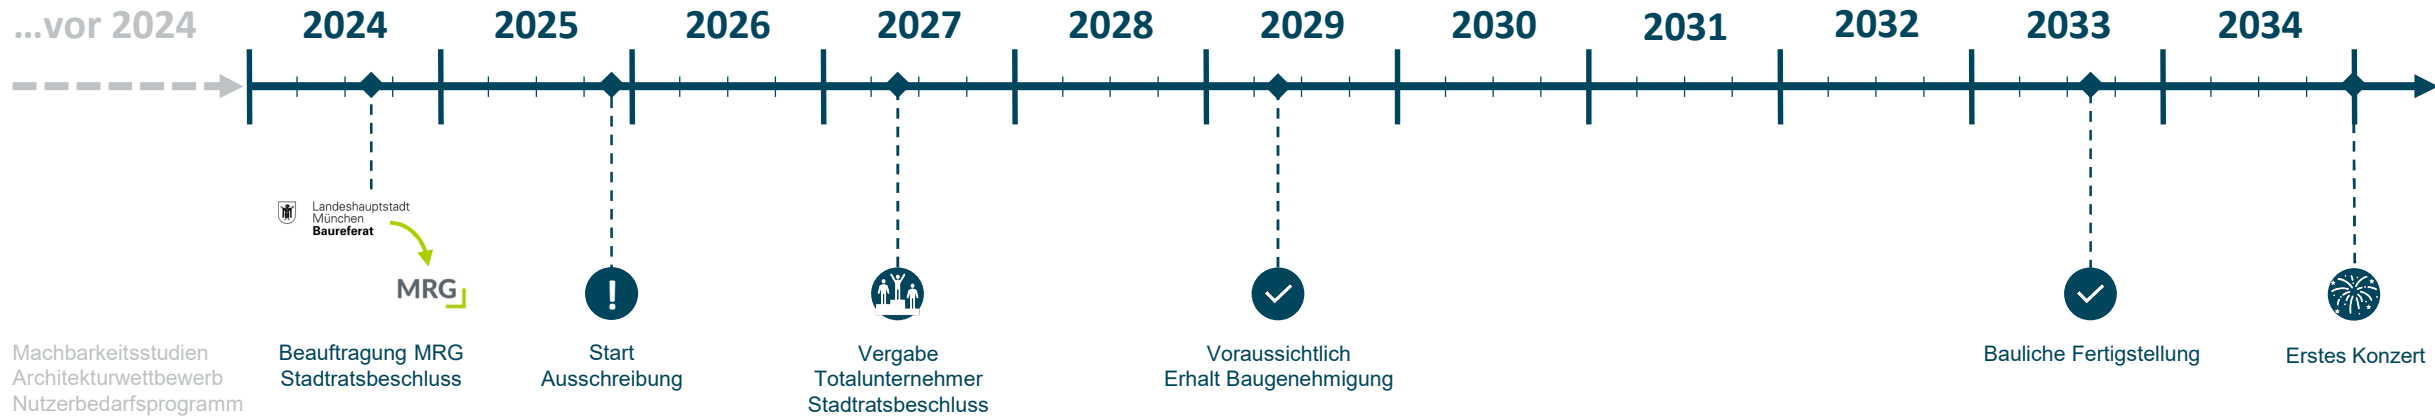 ...vor 2024
2024
2025
2026
2027
2028
2029
2030
2031
2032
2033
2034
Landeshauptstadt
München
Baureferat
MRG
!
Machbarkeitsstudien
Architekturwettbewerb
Nutzerbedarfsprogramm
Beauftragung MRG
Stadtratsbeschluss
Start
Ausschreibung
Vergabe
Totalunternehmer
Stadtratsbeschluss
Voraussichtlich
Erhalt Baugenehmigung
Bauliche Fertigstellung
Erstes Konzert